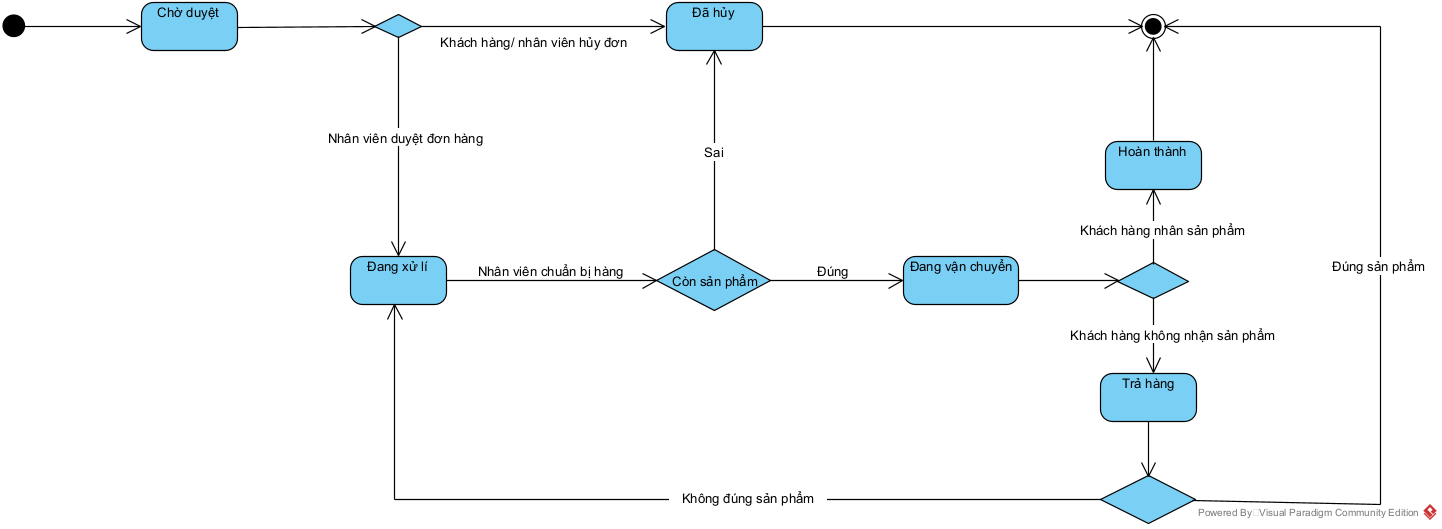 Chờ duyệt
Đã hủy
Khách hàng/ nhân viên hủy đơn
Nhân viên duyệt đơn hàng
Sai
Hoàn thành
Khách hàng nhân sản phẩm
Đang xử lí
Nhân viên chuẩn bị hàng
Còn sản phẩm
Đúng
Đang vận chuyển
Đúng sản phẩm
Khách hàng không nhận sản phẩm
Trả hàng
Không đúng sản phẩm
Powered By Visual Paradigm Community Edition